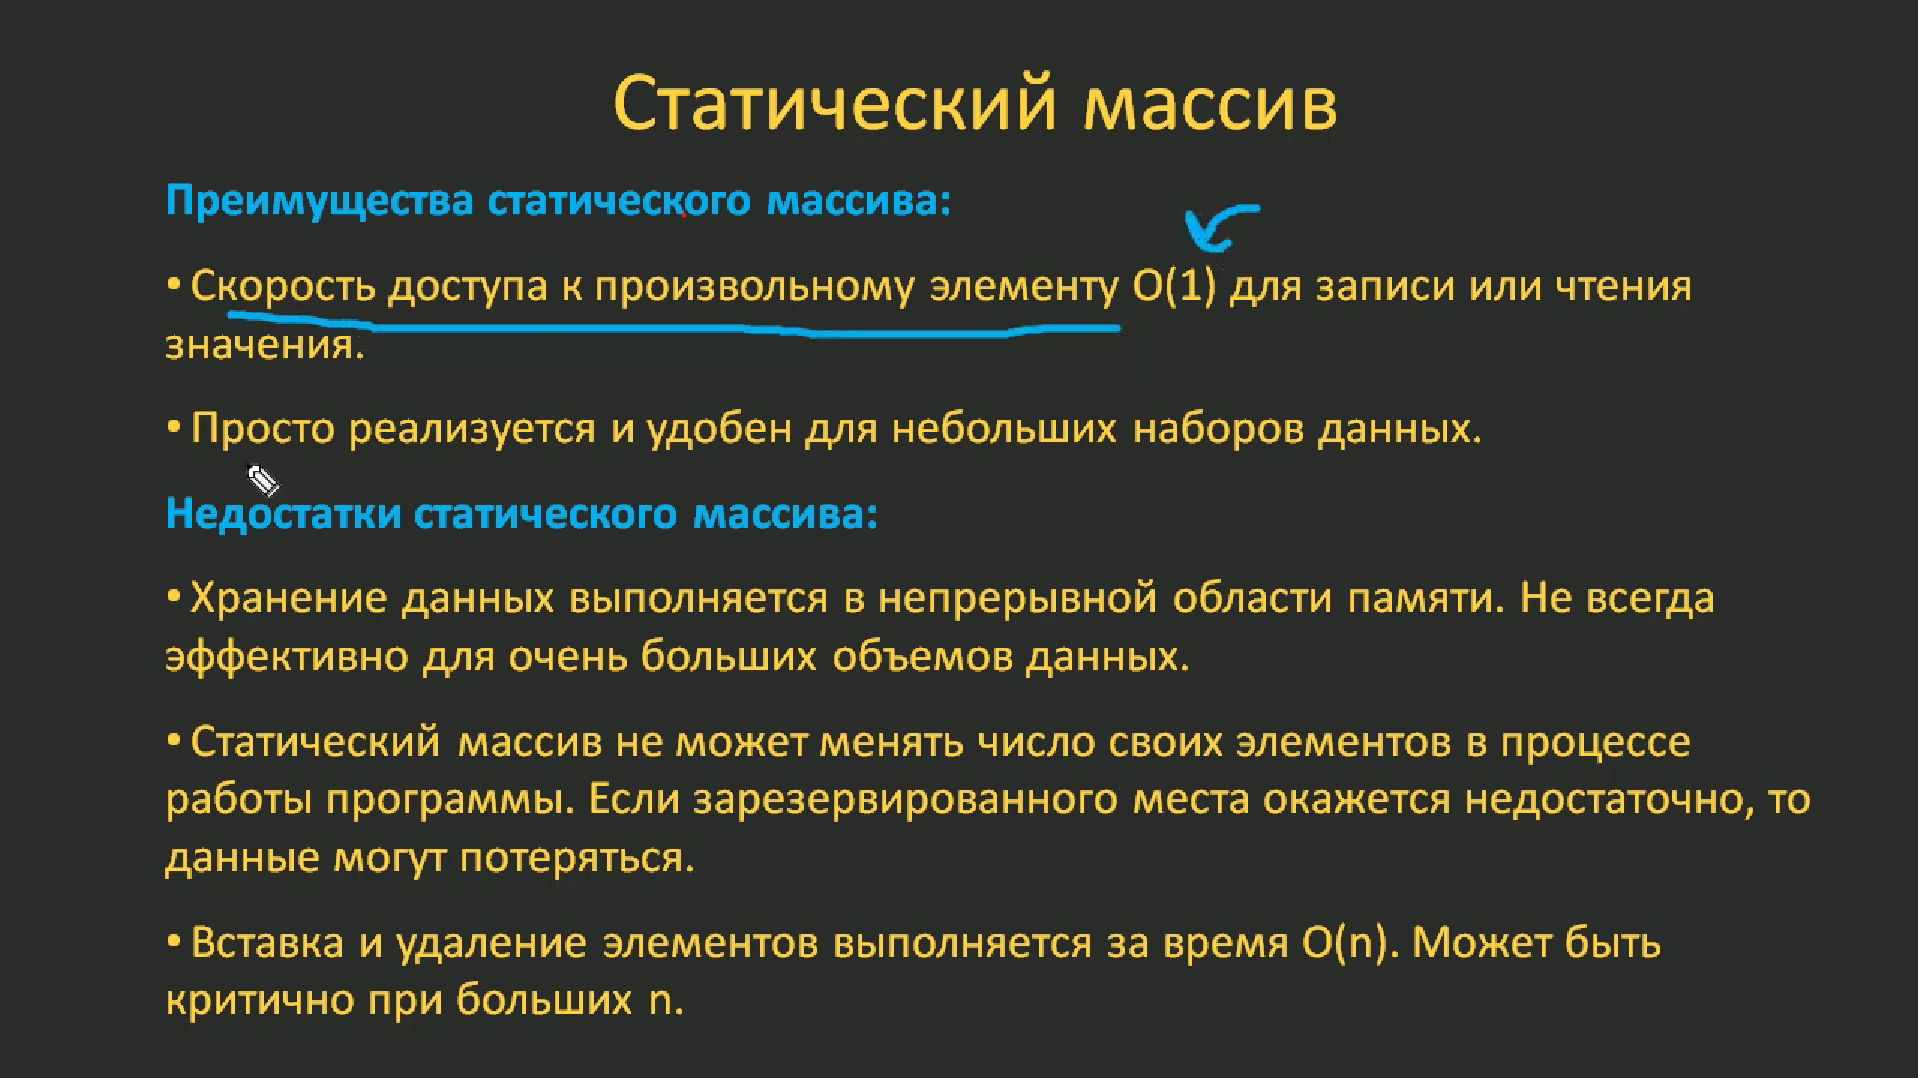 Статический массив
Преимущества статического массива:
• Скорость доступа к произвольному элементу O(1) для записи или чтения
значения.
• Просто реализуется и удобен для небольших наборов данных.
Недостатки статического массива:
• Хранение данных выполняется в непрерывной области памяти. Не всегда
эффективно для очень больших объемов данных.
• Статический массив не может менять число своих элементов в процессе
работы программы. Если зарезервированного места окажется недостаточно, то
данные могут потеряться.
• Вставка и удаление элементов выполняется за время O(n). Может быть
критично при больших n.